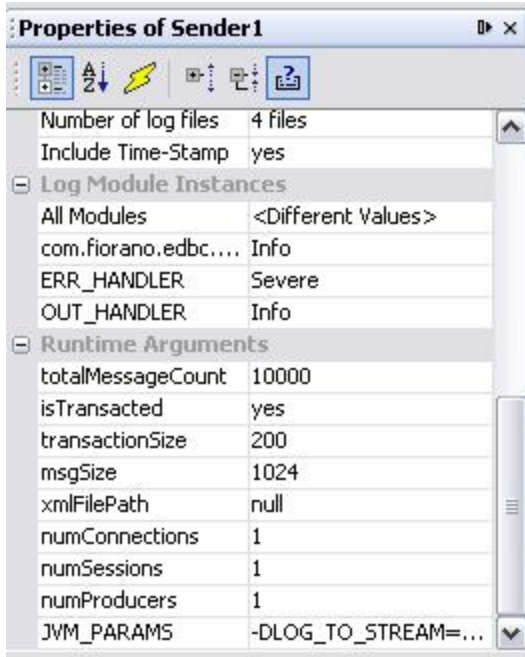 Properties of Sender1
Number of log files 4 files
Include Time-Stamp yes
Log Module Instances
All Modules <Different Values>
com.fiorano.edbc.... Info
ERR_HANDLER Severe
OUT_HANDLER Info
Runtime Arguments
totalMessageCount 10000
isTransacted yes
transactionSize 200
msgSize 1024
xmlFilePath null
numConnections 1
numSessions 1
numProducers 1
JVM_PARAMS -DLOG_TO_STREAM=...